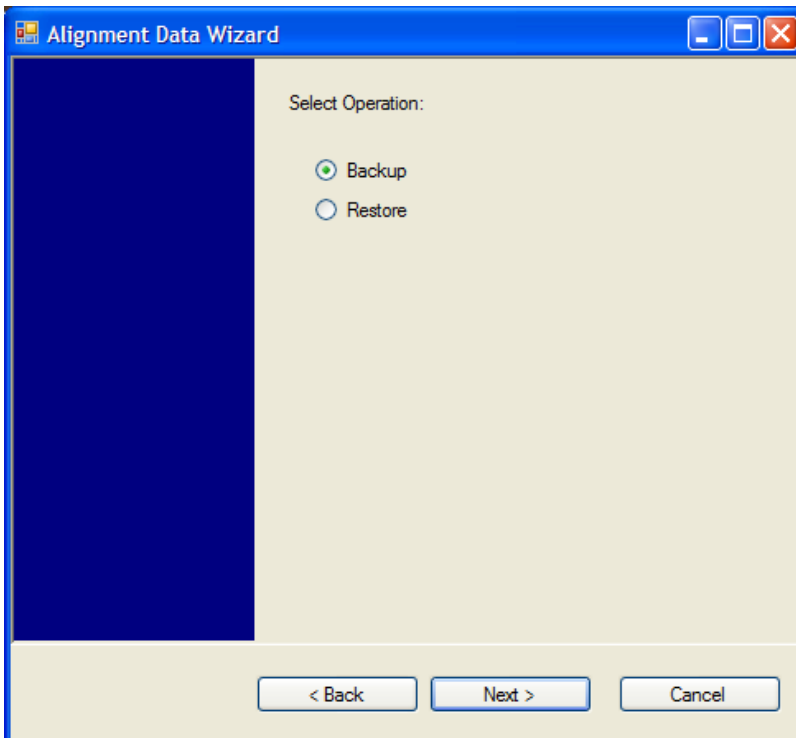 Alignment Data Wizard
Select Operation:
Backup
Restore
< Back
Next >
Cancel